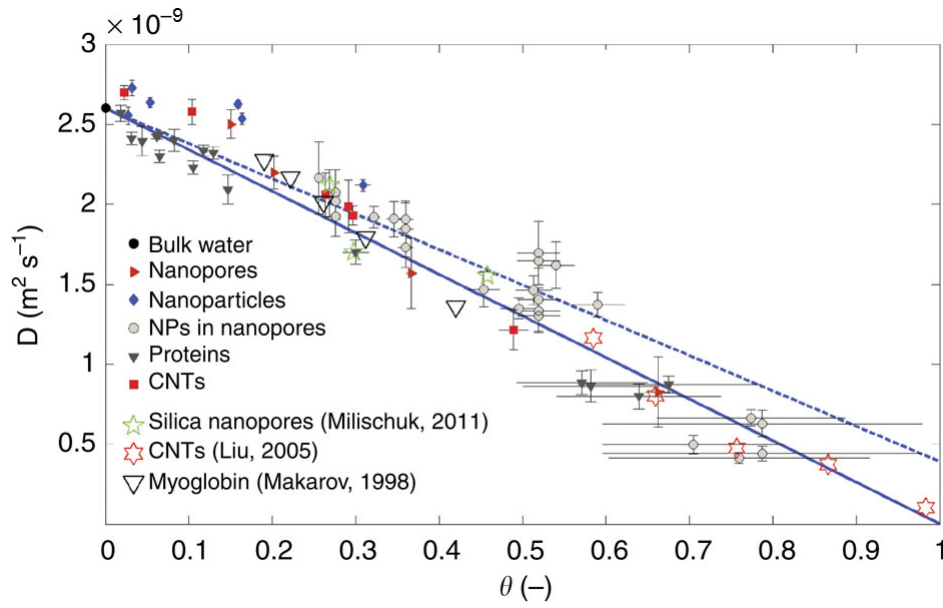 × 10−9
3
2.5
2
1.5
1
0.5
D (m2 s−1)
Bulk water
Nanopores
Nanoparticles
NPs in nanopores
Proteins
CNTs
Silica nanopores (Milischuk, 2011)
CNTs (Liu, 2005)
Myoglobin (Makarov, 1998)
0 0.1 0.2 0.3 0.4 0.5 0.6 0.7 0.8 0.9 1
θ (–)